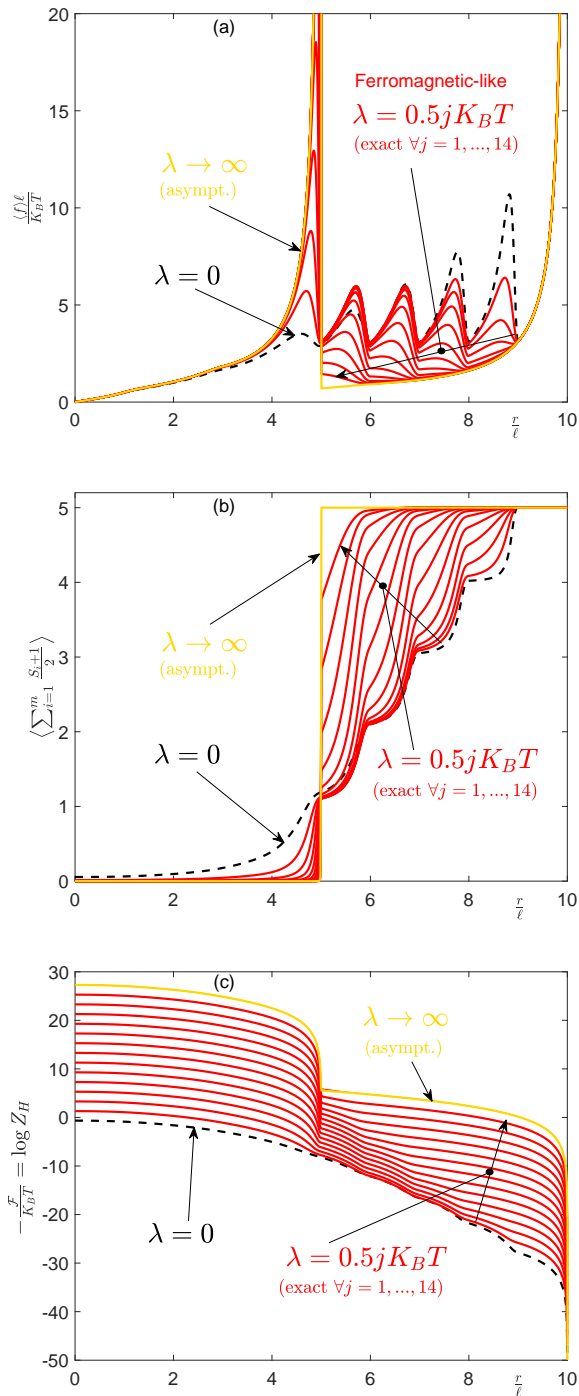 (a)
20
15
10
5
0
⟨f⟩ℓ/K_BT
Ferromagnetic-like
λ = 0.5jK_BT
(exact ∀j = 1, ..., 14)
λ → ∞
(asympt.)
λ = 0
0 2 4 6 8 10
r/ℓ
(b)
5
4
3
2
1
0
⟨∑_{i=1}^{m} (S_i+1)/2⟩
λ → ∞
(asympt.)
λ = 0
λ = 0.5jK_BT
(exact ∀j = 1, ..., 14)
0 2 4 6 8 10
r/ℓ
(c)
30
20
10
0
-10
-20
-30
-40
-50
−ℱ/K_BT = log Z_H
λ → ∞
(asympt.)
λ = 0
λ = 0.5jK_BT
(exact ∀j = 1, ..., 14)
0 2 4 6 8 10
r/ℓ